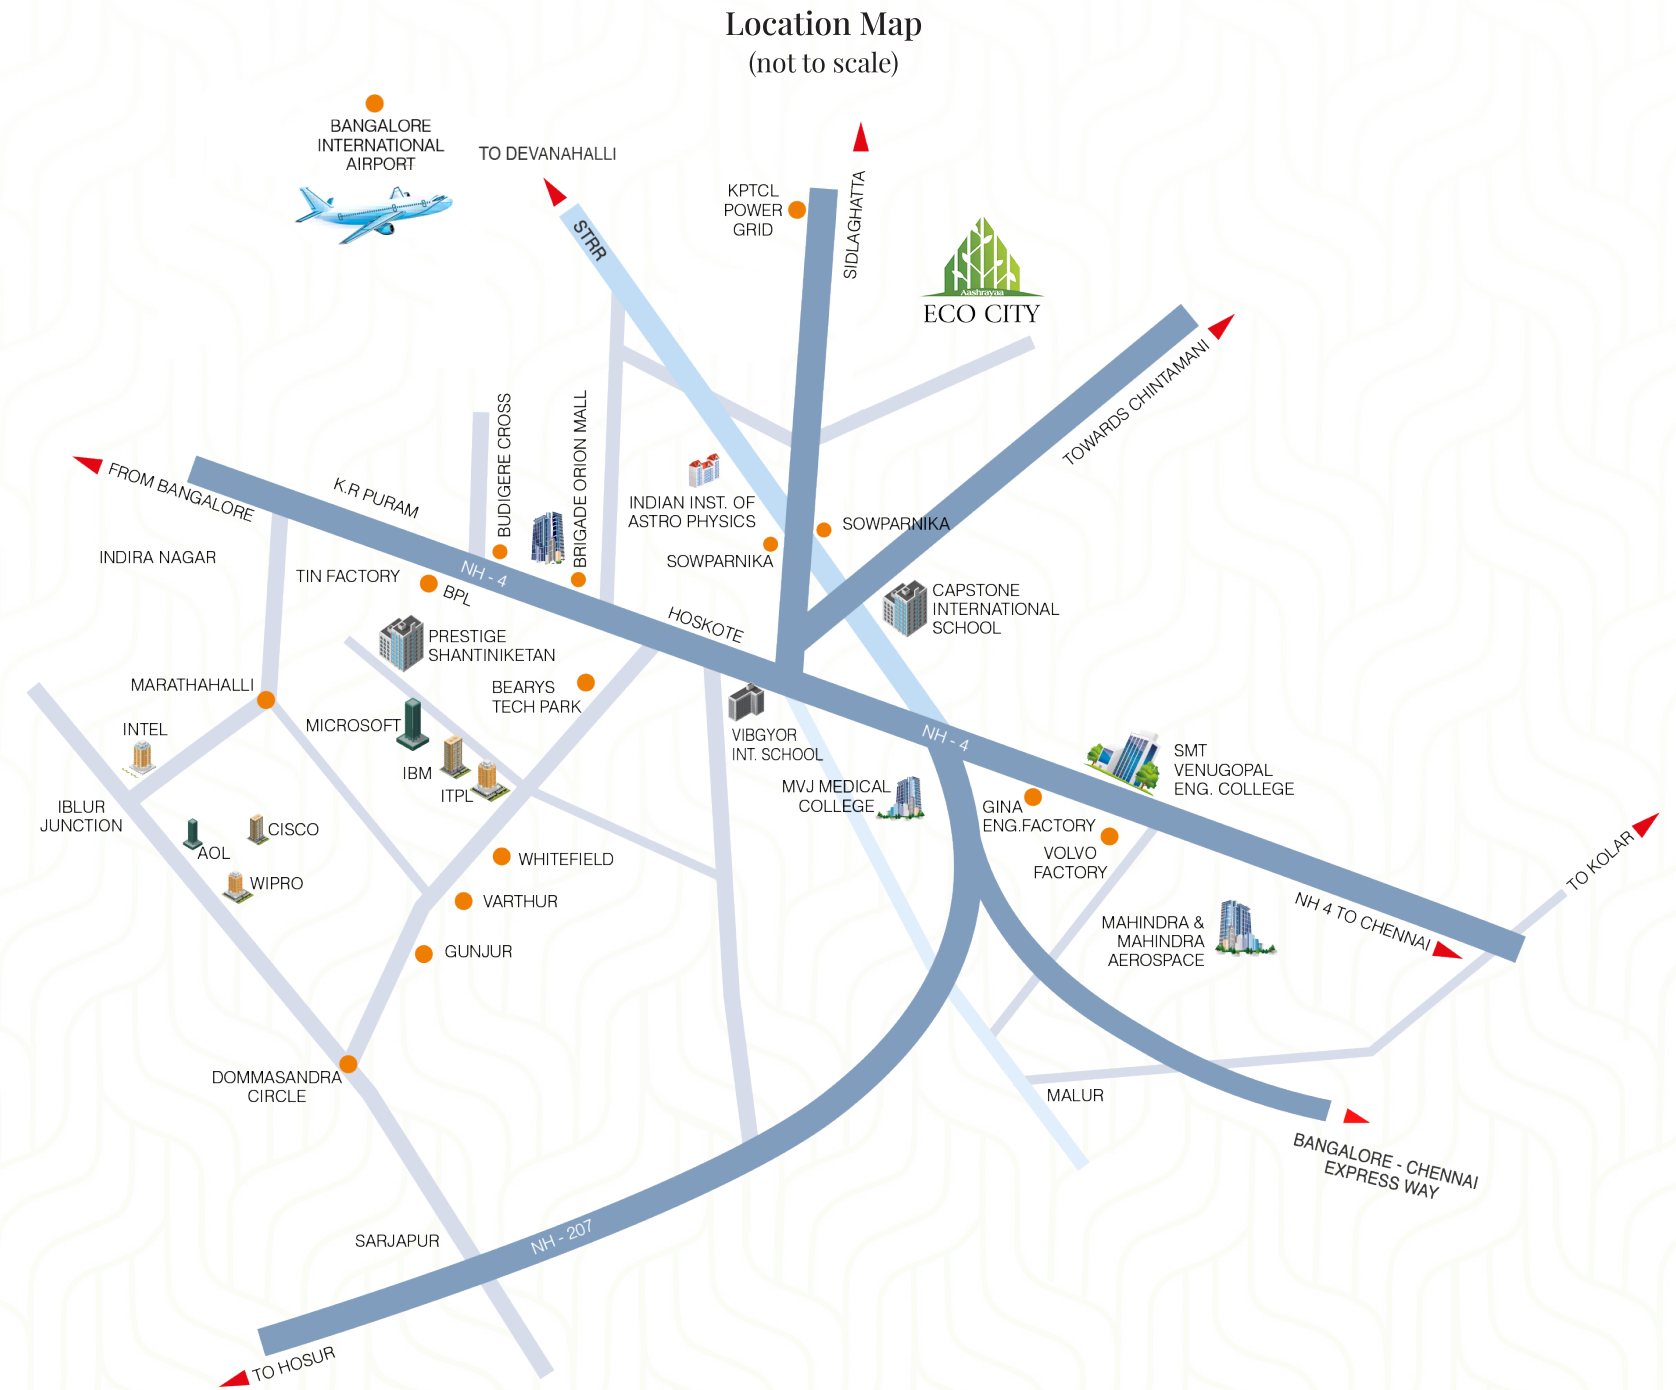 Location Map
(not to scale)
BANGALORE
INTERNATIONAL
AIRPORT
TO DEVANAHALLI
STRR
KPTCL
POWER
GRID
SIDLAGHATTA
Aashrayaa
ECO CITY
TOWARDS CHINTAMANI
FROM BANGALORE
K.R PURAM
BUDIGERE CROSS
BRIGADE ORION MALL
INDIAN INST. OF
ASTRO PHYSICS
SOWPARNIKA
SOWPARNIKA
INDIRA NAGAR
TIN FACTORY
BPL
NH - 4
HOSKOTE
CAPSTONE
INTERNATIONAL
SCHOOL
PRESTIGE
SHANTINIKETAN
BEARYS
TECH PARK
MARATHAHALLI
INTEL
MICROSOFT
IBM
ITPL
VIBGYOR
INT. SCHOOL
NH - 4
SMT
VENUGOPAL
ENG. COLLEGE
MVJ MEDICAL
COLLEGE
GINA
ENG.FACTORY
VOLVO
FACTORY
IBLUR
JUNCTION
AOL
CISCO
WIPRO
WHITEFIELD
VARTHUR
GUNJUR
TO KOLAR
NH 4 TO CHENNAI
MAHINDRA &
MAHINDRA
AEROSPACE
DOMMASANDRA
CIRCLE
MALUR
BANGALORE - CHENNAI
EXPRESS WAY
SARJAPUR
NH - 207
TO HOSUR